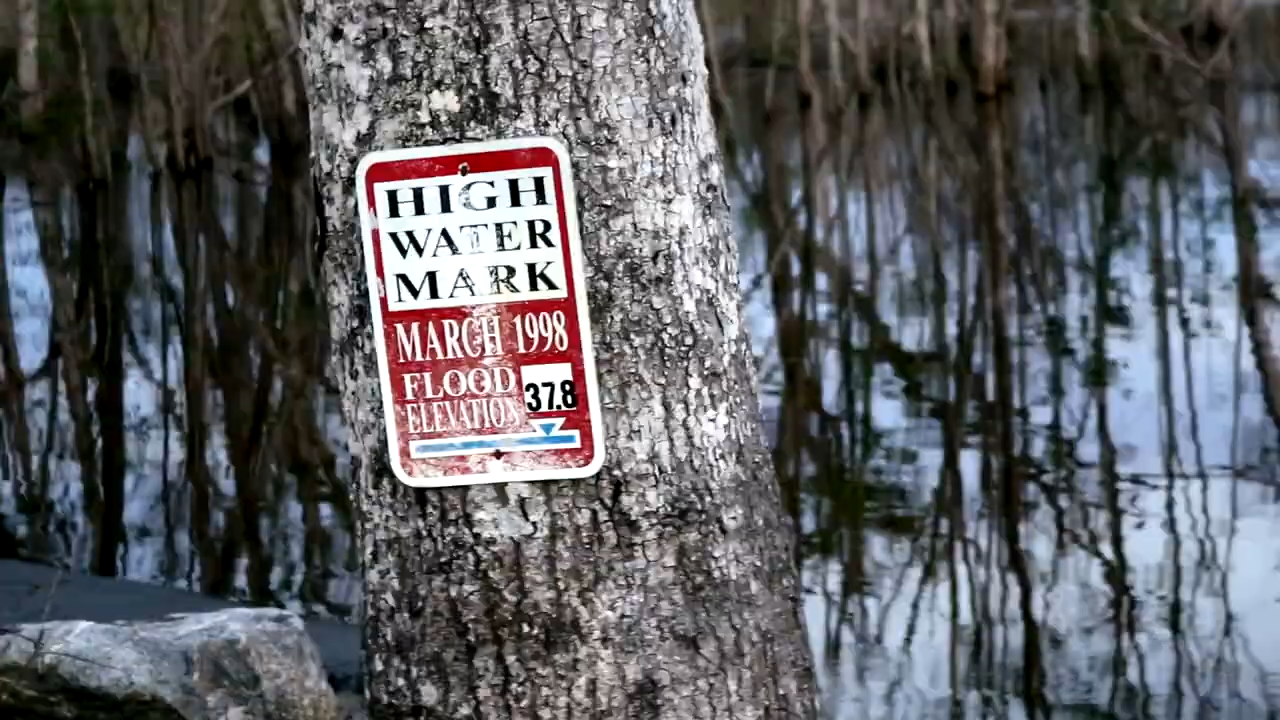 HIGH
WATER
MARK
MARCH 1998
FLOOD
ELEVATION 37.8